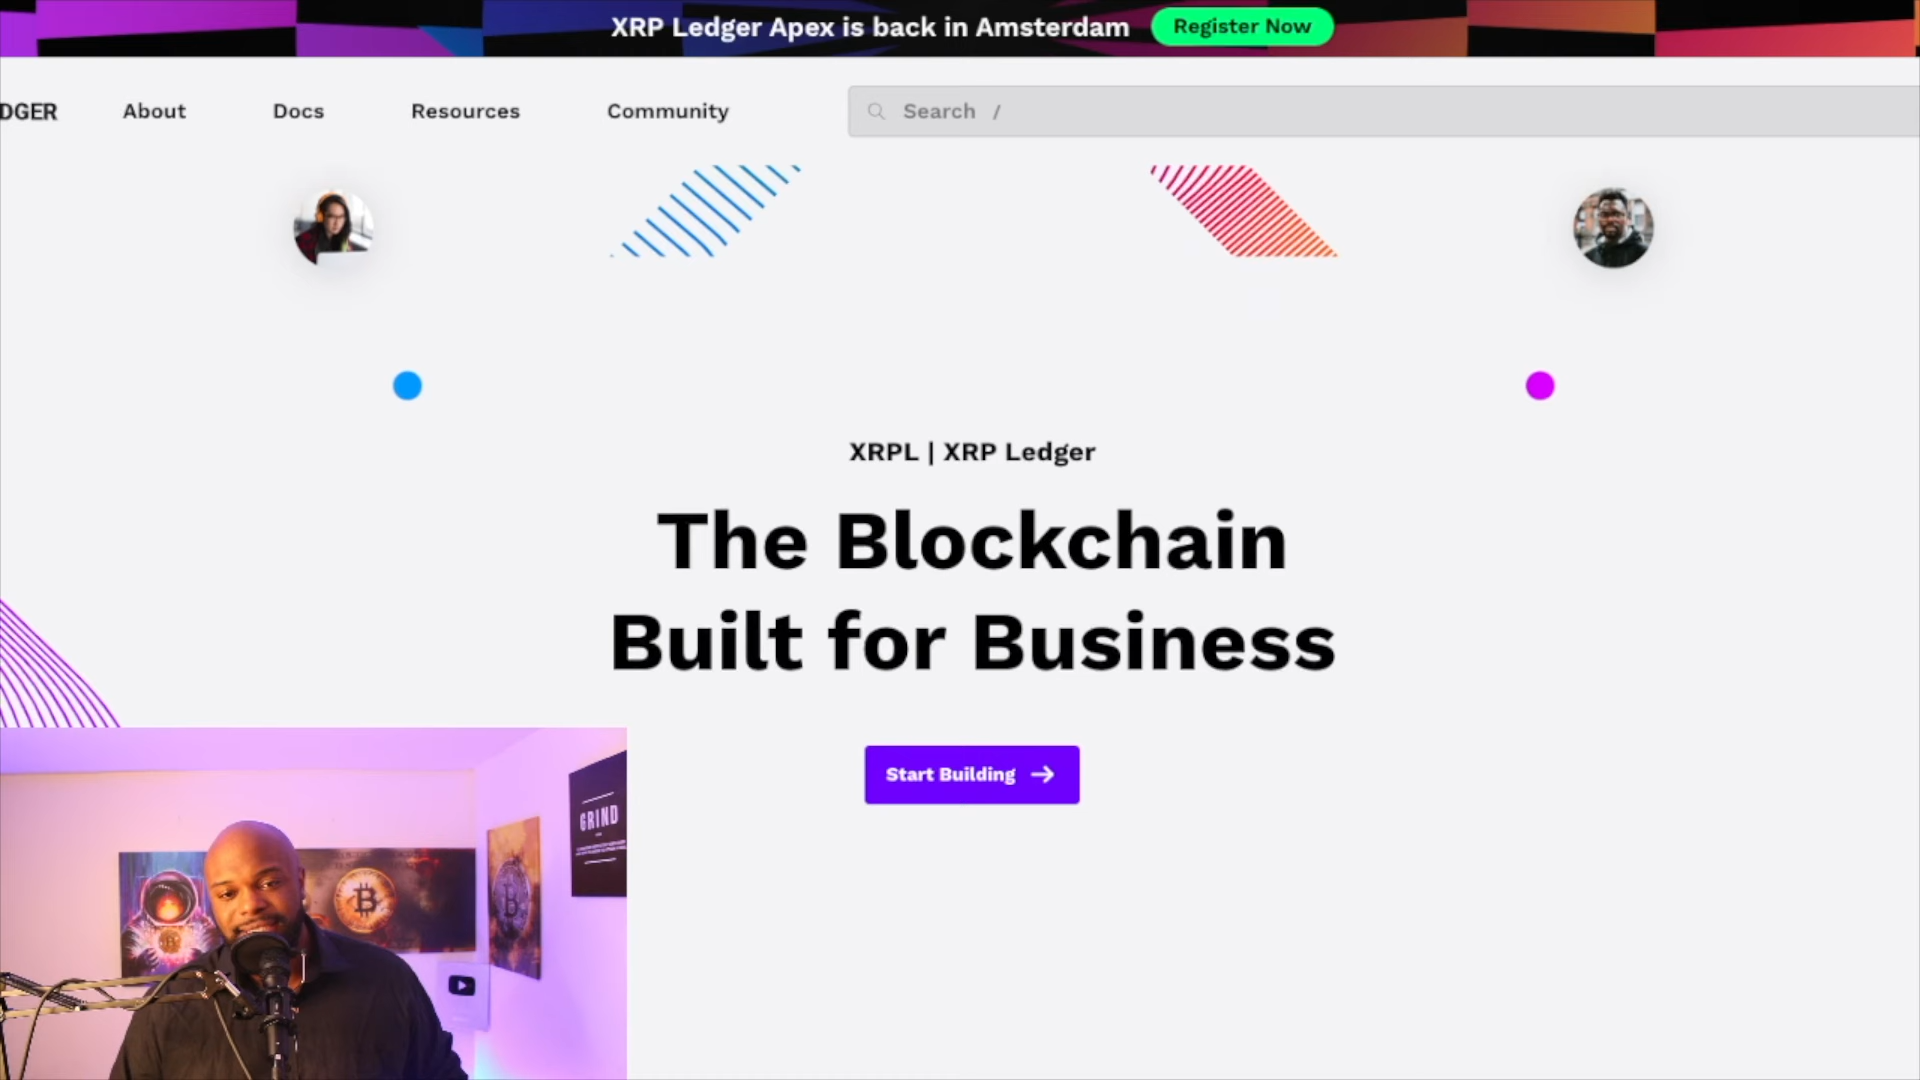 XRP Ledger Apex is back in Amsterdam
Register Now
DGER
About
Docs
Resources
Community
Search /
XRPL | XRP Ledger
The Blockchain
Built for Business
Start Building
GRIND